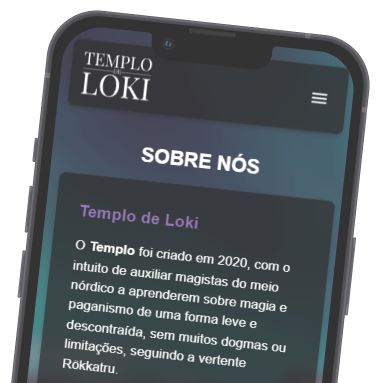 TEMPLO
DE
LOKI
SOBRE NÓS
Templo de Loki
O Templo foi criado em 2020, com o
intuito de auxiliar magistas do meio
nórdico a aprenderem sobre magia e
paganismo de uma forma leve e
descontraída, sem muitos dogmas ou
limitações, seguindo a vertente
Rökkatru.